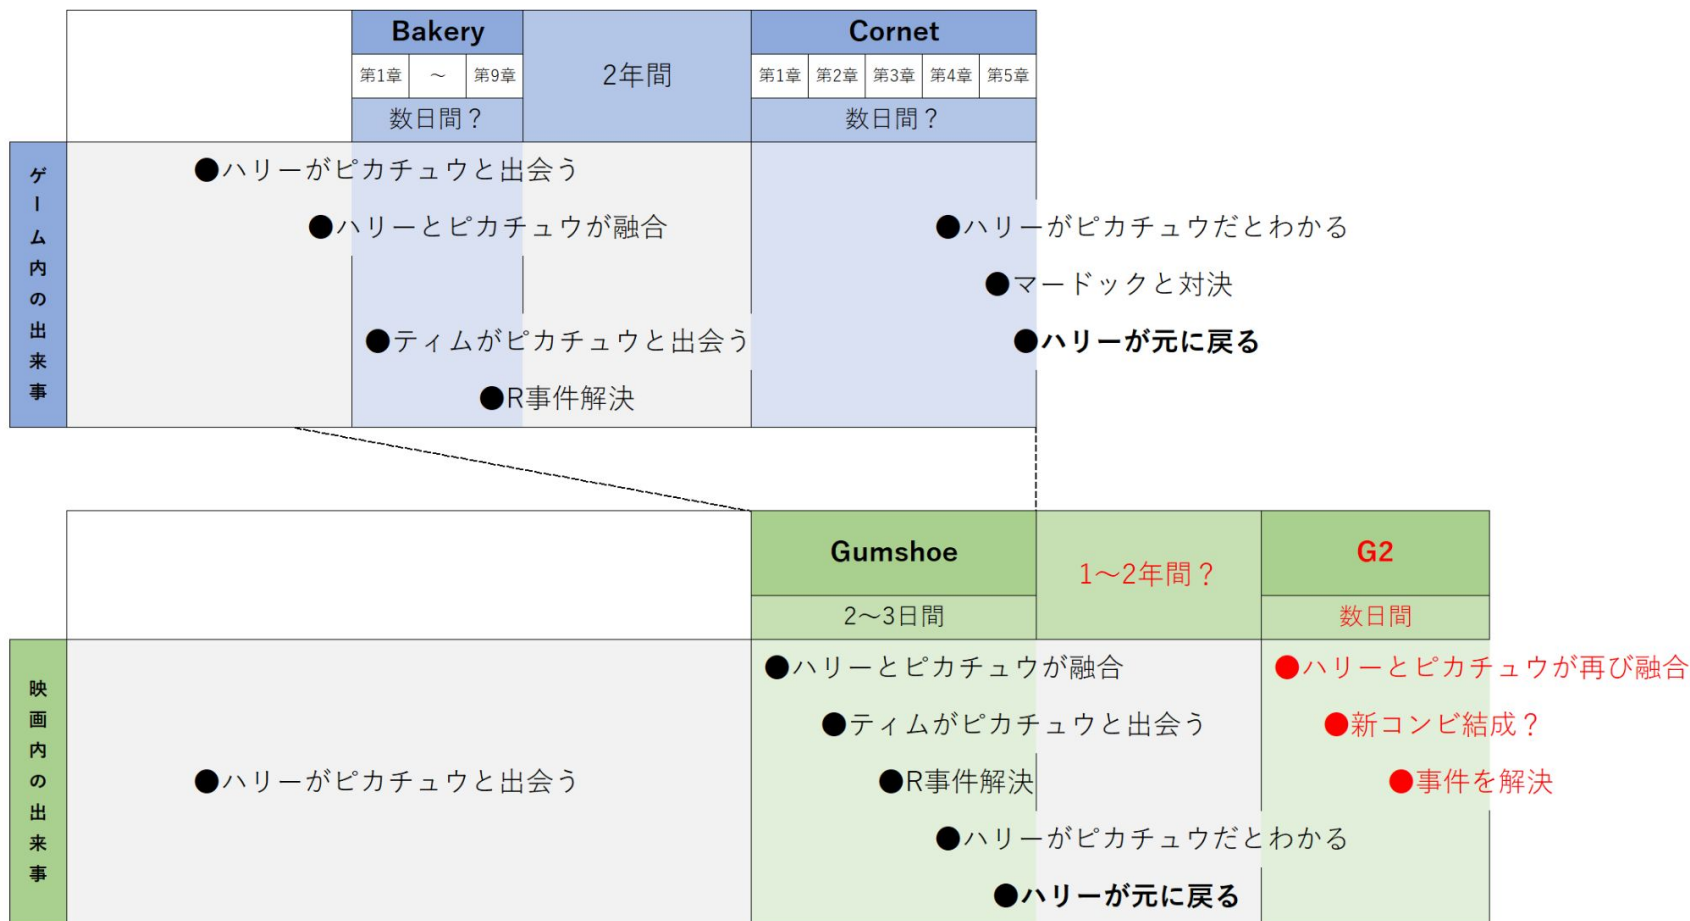 Bakery
2年間
Cornet
第1章 ～ 第9章
第1章 第2章 第3章 第4章 第5章
数日間？
数日間？
ゲーム内の出来事
●ハリーがピカチュウと出会う
●ハリーとピカチュウが融合
●ハリーがピカチュウだとわかる
●マードックと対決
●ティムがピカチュウと出会う
●ハリーが元に戻る
●R事件解決
Gumshoe
1～2年間？
G2
2～3日間
数日間
映画内の出来事
●ハリーとピカチュウが融合
●ハリーとピカチュウが再び融合
●ティムがピカチュウと出会う
●新コンビ結成？
●ハリーがピカチュウと出会う
●R事件解決
●事件を解決
●ハリーがピカチュウだとわかる
●ハリーが元に戻る